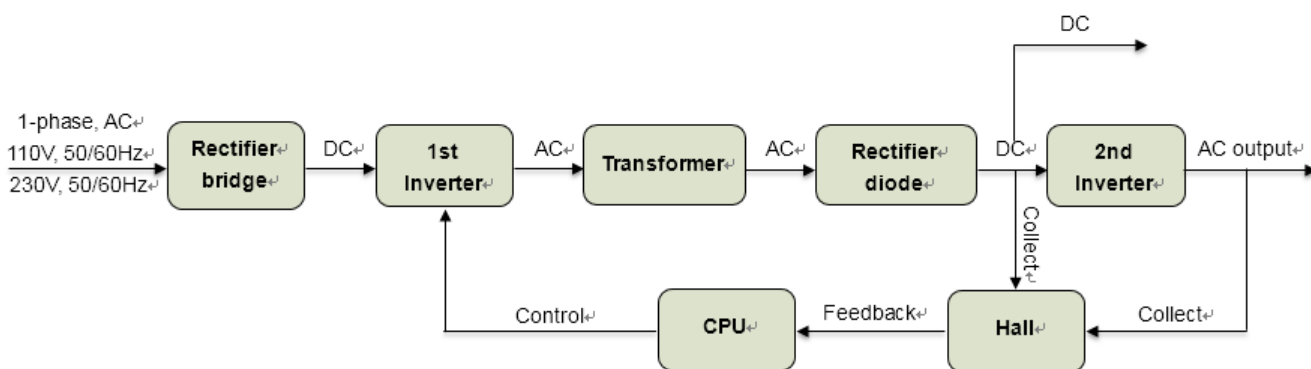 DC
1-phase, AC
110V, 50/60Hz
230V, 50/60Hz
Rectifier
bridge
DC
1st
Inverter
AC
Transformer
AC
Rectifier
diode
DC
2nd
Inverter
AC output
Collect
Control
CPU
Feedback
Hall
Collect